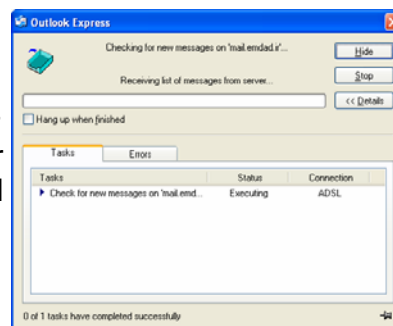 Outlook Express
Checking for new messages on 'mail.emdad.ir'...
Hide
Receiving list of messages from server...
Stop
<< Details
Hang up when finished
Tasks Errors
Tasks Status Connection
Check for new messages on 'mail.emd... Executing ADSL
0 of 1 tasks have completed successfully